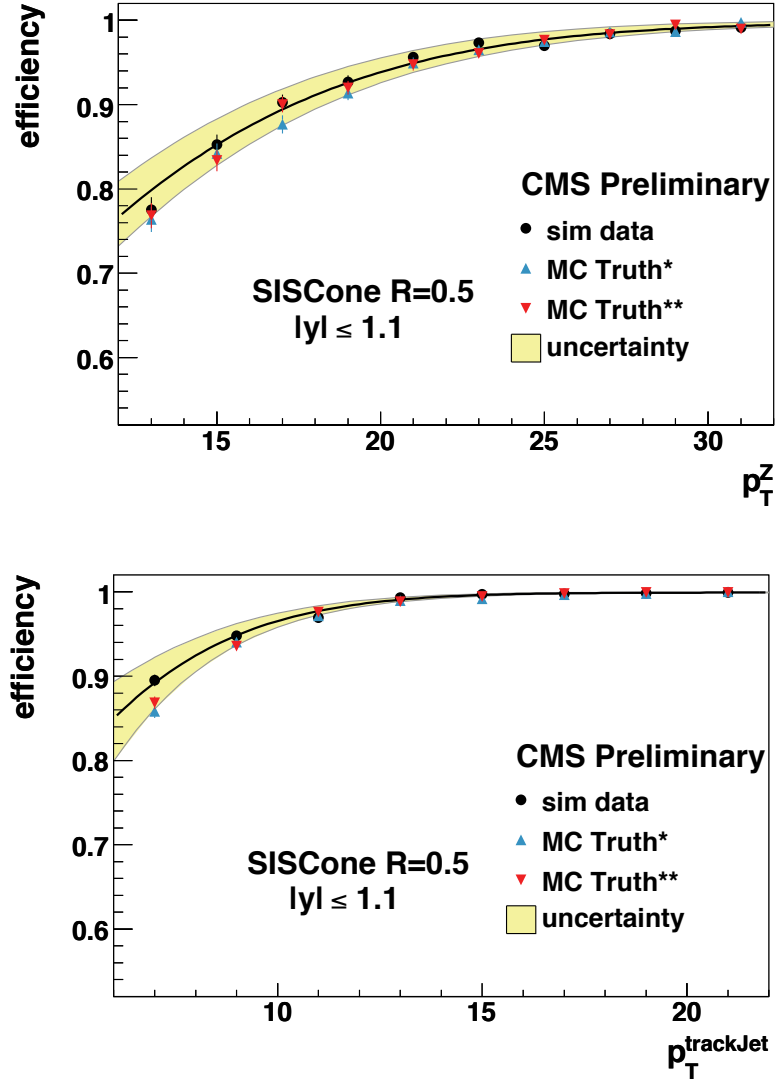 efficiency
1
0.9
0.8
0.7
0.6
CMS Preliminary
sim data
MC Truth*
MC Truth**
uncertainty
SISCone R=0.5
|y| ≤ 1.1
15 20 25 30
p_T^Z
efficiency
1
0.9
0.8
0.7
0.6
CMS Preliminary
sim data
MC Truth*
MC Truth**
uncertainty
SISCone R=0.5
|y| ≤ 1.1
10 15 20
p_T^trackJet